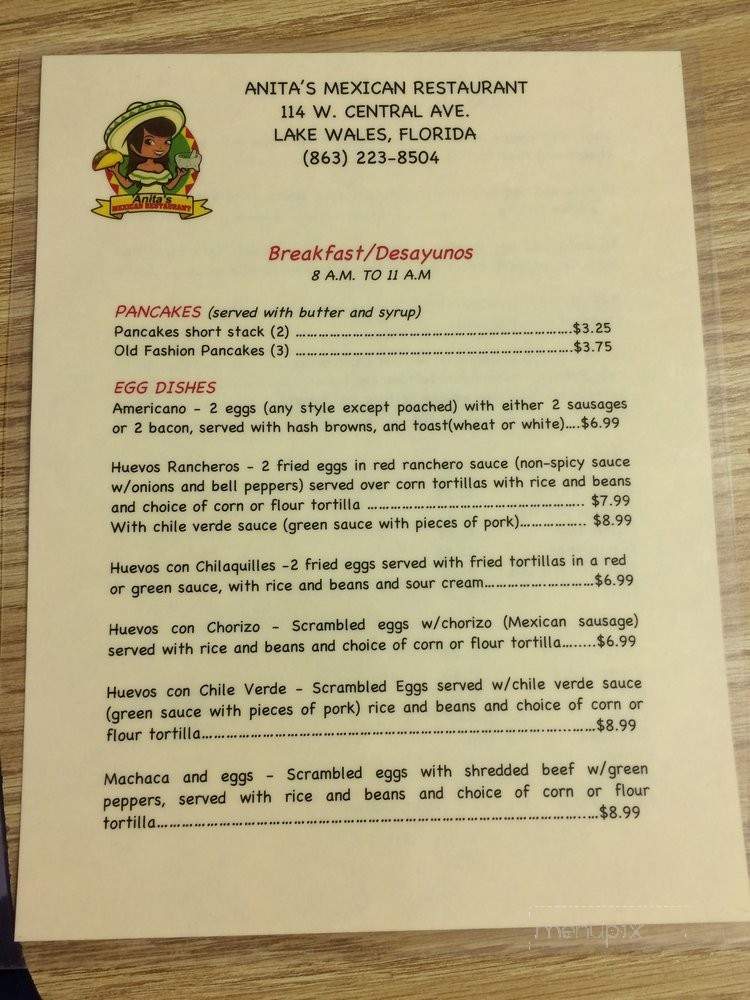 ANITA'S MEXICAN RESTAURANT
114 W. CENTRAL AVE.
LAKE WALES, FLORIDA
(863) 223-8504
Anita's
MEXICAN RESTAURANT
Breakfast/Desayunos
8 A.M. TO 11 A.M
PANCAKES (served with butter and syrup)
Pancakes short stack (2) ……………………………………………………………………….$3.25
Old Fashion Pancakes (3) ……………………………………………………………………….$3.75
EGG DISHES
Americano - 2 eggs (any style except poached) with either 2 sausages
or 2 bacon, served with hash browns, and toast(wheat or white)….$6.99
Huevos Rancheros - 2 fried eggs in red ranchero sauce (non-spicy sauce
w/onions and bell peppers) served over corn tortillas with rice and beans
and choice of corn or flour tortilla ……………………………………………………….. $7.99
With chile verde sauce (green sauce with pieces of pork)……………….. $8.99
Huevos con Chilaquilles -2 fried eggs served with fried tortillas in a red
or green sauce, with rice and beans and sour cream……………….…………$6.99
Huevos con Chorizo - Scrambled eggs w/chorizo (Mexican sausage)
served with rice and beans and choice of corn or flour tortilla……...$6.99
Huevos con Chile Verde - Scrambled Eggs served w/chile verde sauce
(green sauce with pieces of pork) rice and beans and choice of corn or
flour tortilla……………………………………………………………………………………….…...……$8.99
Machaca and eggs - Scrambled eggs with shredded beef w/green
peppers, served with rice and beans and choice of corn or flour
tortilla………………………………………………………………………………………………………...…$8.99
menupix